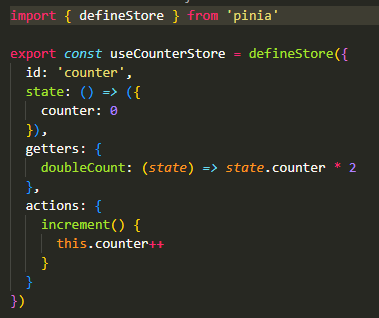 import { defineStore } from 'pinia'
export const useCounterStore = defineStore({
id: 'counter',
state: () => ({
counter: 0
}),
getters: {
doubleCount: (state) => state.counter * 2
},
actions: {
increment() {
this.counter++
}
}
})